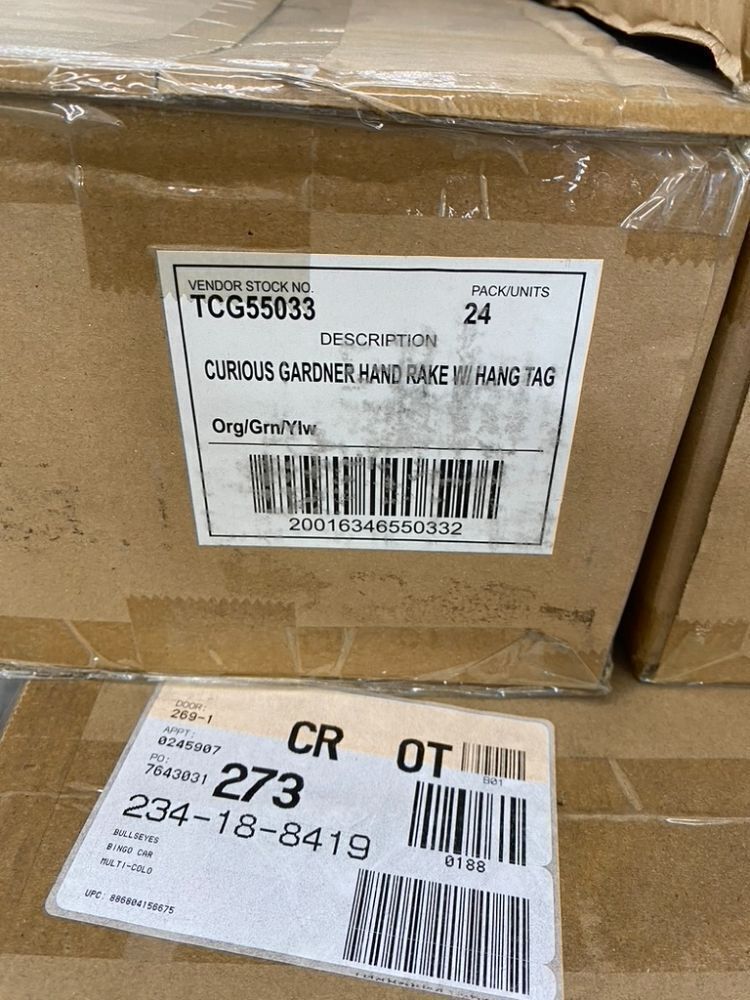 VENDOR STOCK NO.
PACK/UNITS
TCG55033
24
DESCRIPTION
CURIOUS GARDNER HAND RAKE W/ HANG TAG
Org/Grn/Ylw
20016346550332
DOOR:
269-1
APPT:
0245907
PO:
7643031
CR OT
273
B01
234-18-8419
0188
BULLSEYES
BINGO CAR
MULTI-COLO
UPC: 886804156675